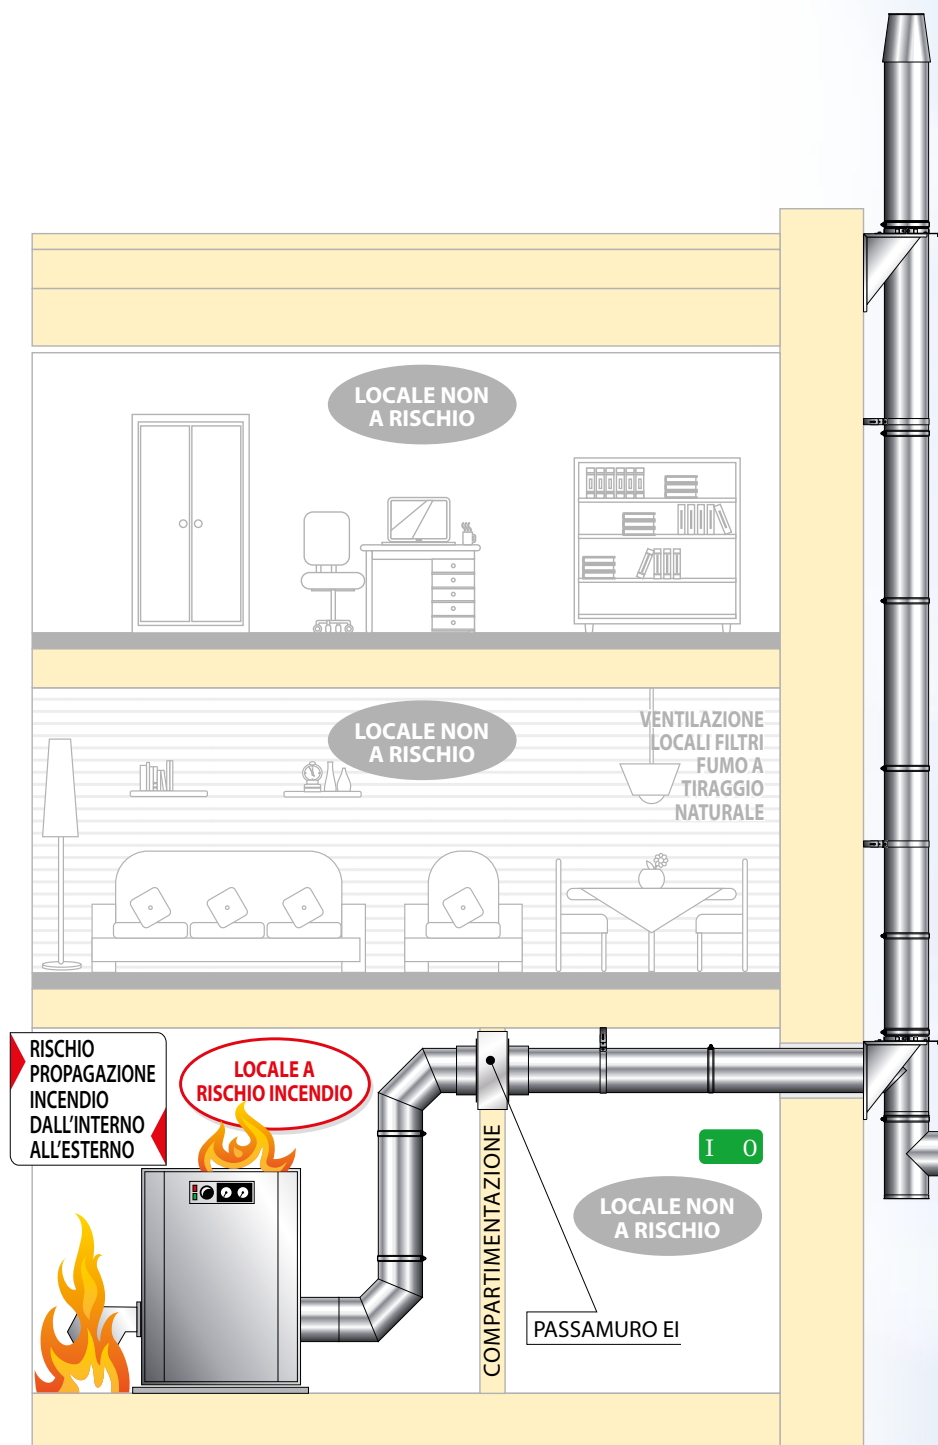 LOCALE NON
A RISCHIO
LOCALE NON
A RISCHIO
VENTILAZIONE
LOCALI FILTRI
FUMO A
TIRAGGIO
NATURALE
RISCHIO
PROPAGAZIONE
INCENDIO
DALL'INTERNO
ALL'ESTERNO
LOCALE A
RISCHIO INCENDIO
COMPARTIMENTAZIONE
I 0
LOCALE NON
A RISCHIO
PASSAMURO EI